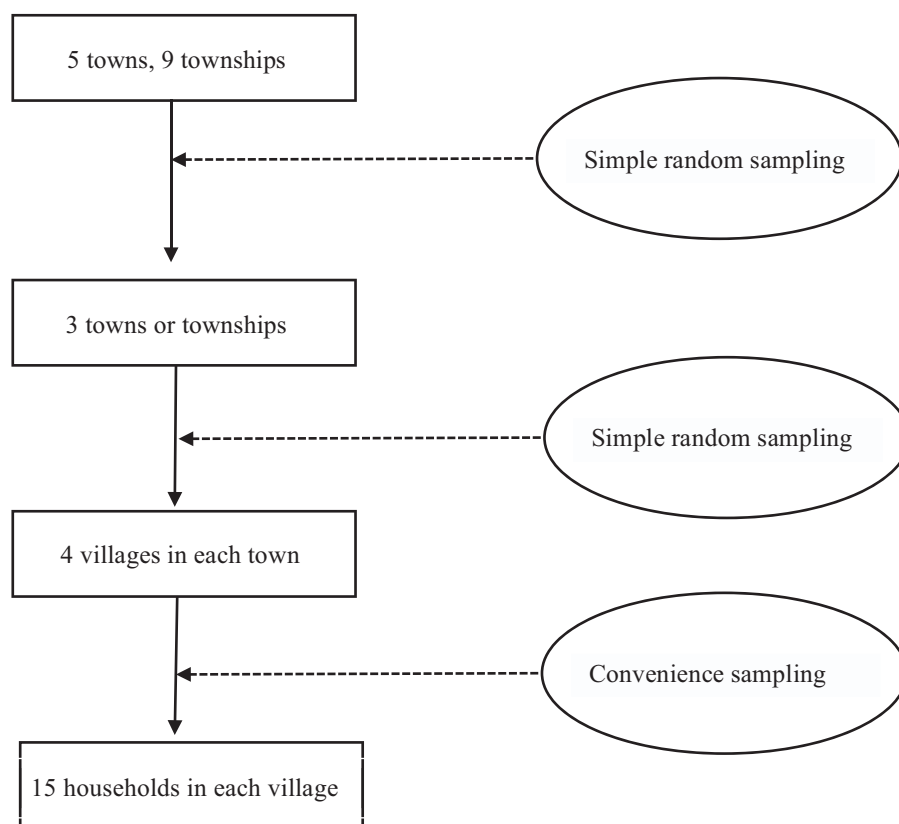 5 towns, 9 townships
Simple random sampling
3 towns or townships
Simple random sampling
4 villages in each town
Convenience sampling
15 households in each village